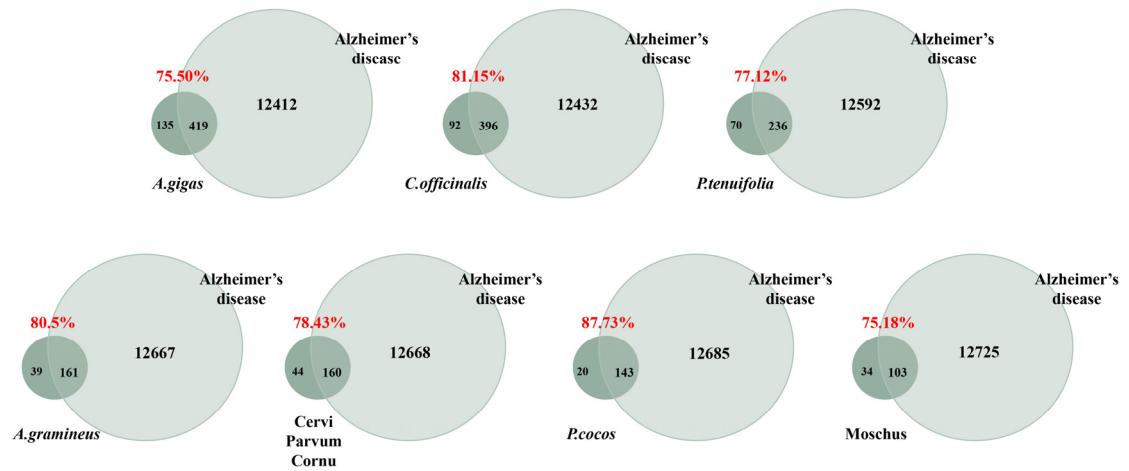 Alzheimer's
discasc
75.50%
12412
135
419
A.gigas
Alzheimer's
discasc
81.15%
12432
92
396
C.officinalis
Alzheimer's
discasc
77.12%
12592
70
236
P.tenuifolia
Alzheimer's
disease
80.5%
12667
39
161
A.gramineus
Alzheimer's
disease
78.43%
12668
44
160
Cervi
Parvum
Cornu
Alzheimer's
disease
87.73%
12685
20
143
P.cocos
Alzheimer's
disease
75.18%
12725
34
103
Moschus